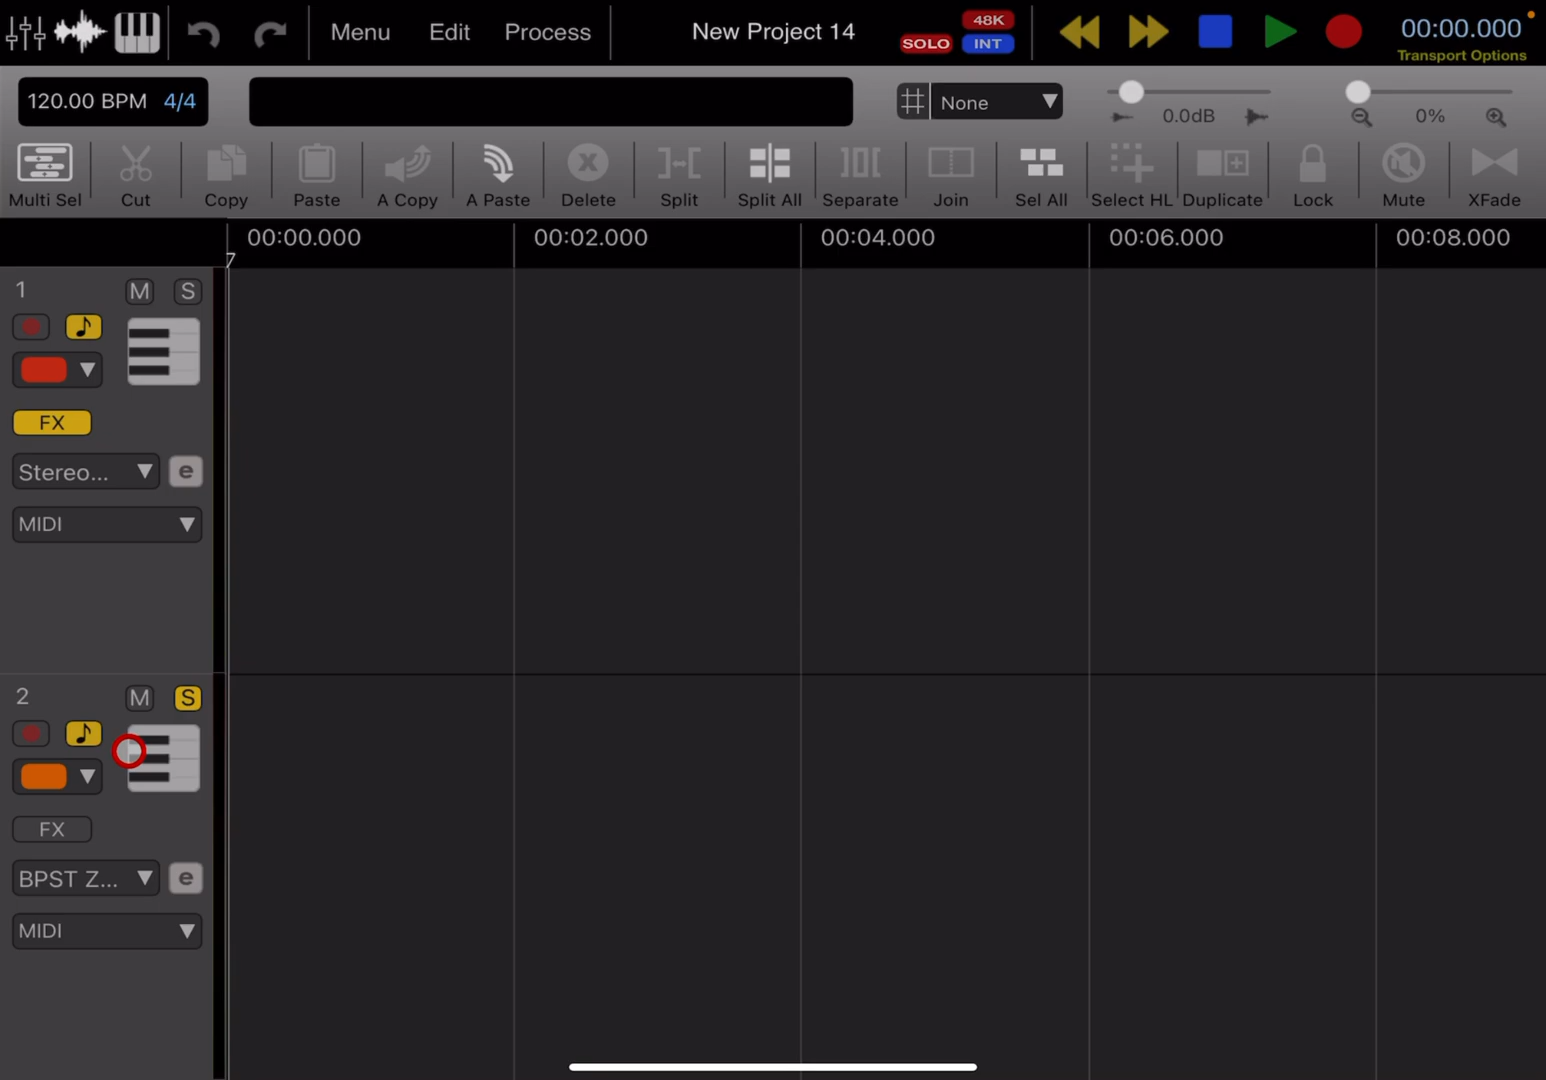 Menu Edit Process New Project 14 48K SOLO INT 00:00.000
Transport Options
120.00 BPM 4/4 None 0.0dB 0%
Multi Sel Cut Copy Paste A Copy A Paste Delete Split Split All Separate Join Sel All Select HL Duplicate Lock Mute XFade
00:00.000 00:02.000 00:04.000 00:06.000 00:08.000
1 M S
FX
Stereo... e
MIDI
2 M S
FX
BPST Z... e
MIDI